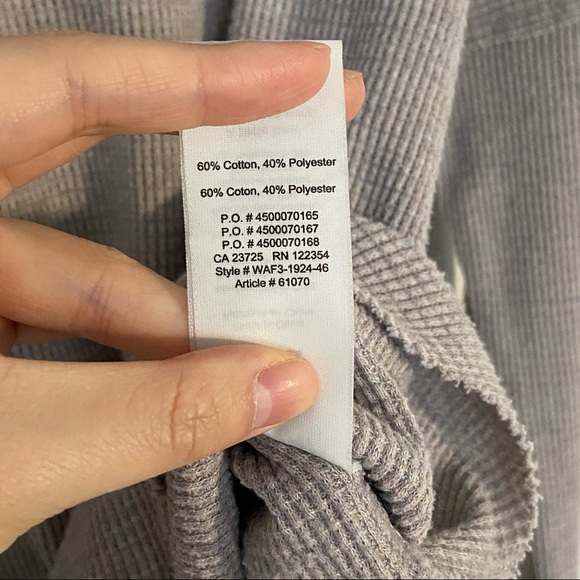 60% Cotton, 40% Polyester
60% Coton, 40% Polyester
P.O. # 4500070165
P.O. # 4500070167
P.O. # 4500070168
CA 23725 RN 122354
Style # WAF3-1924-46
Article # 61070